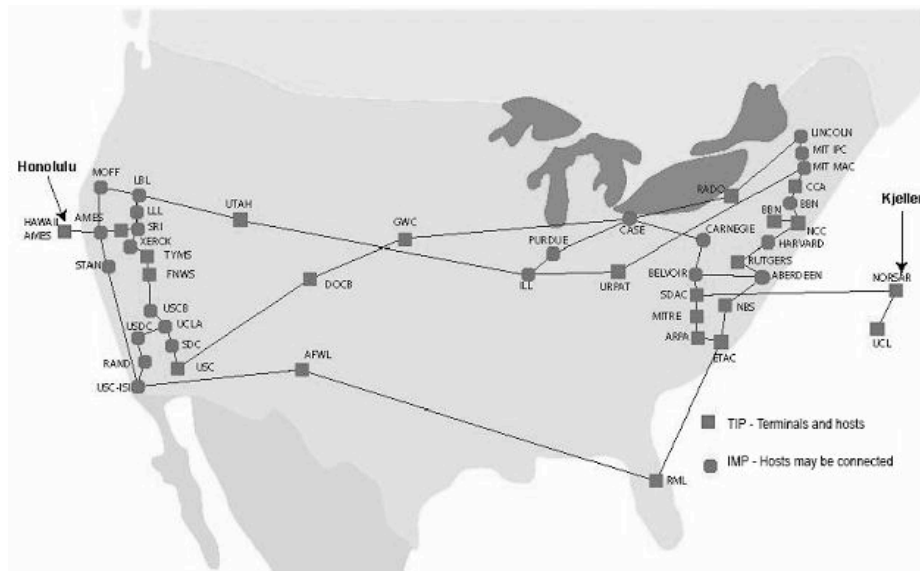 LINCOLN
MIT IPC
MIT MAC
Honolulu
MOFF
LBL
RADO
CCA
Kjeller
LLL
UTAH
BBN
HAWAII
AMES
AMES
SRI
GWC
CASE
CARNEGIE
BBN
NCC
XERCK
PURDUE
HARVARD
TYMS
RUTGERS
STAN
FNWS
DOCB
ILL
URPAT
BELVOIR
ABERDEEN
NORSAR
SDAC
USCB
MITRE
NBS
USDC
UCLA
SDC
ARPA
UCL
RAND
USC
AFWL
ETAC
USC-ISI
TIP - Terminals and hosts
IMP - Hosts may be connected
RML